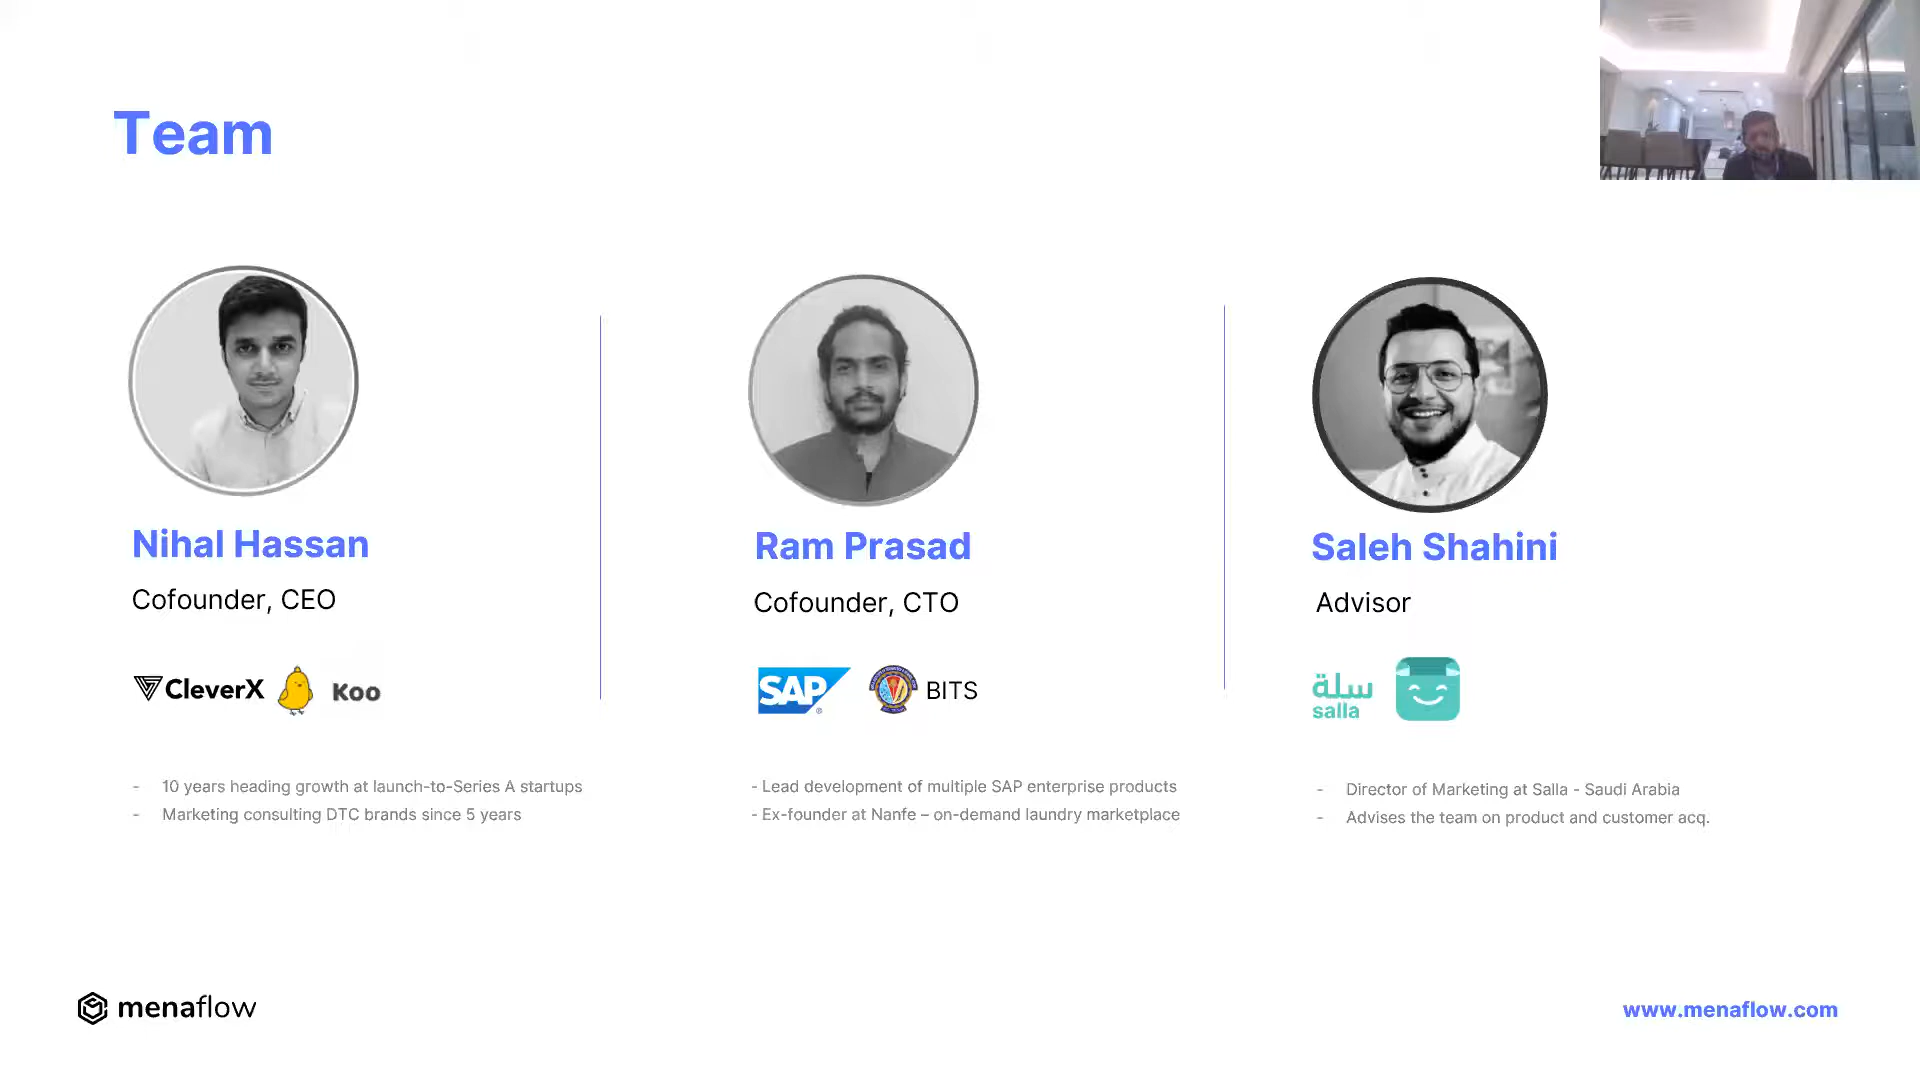 Team
Nihal Hassan
Cofounder, CEO
CleverX Koo
- 10 years heading growth at launch-to-Series A startups
- Marketing consulting DTC brands since 5 years
Ram Prasad
Cofounder, CTO
SAP BITS
- Lead development of multiple SAP enterprise products
- Ex-founder at Nanfe – on-demand laundry marketplace
Saleh Shahini
Advisor
سلة
salla
- Director of Marketing at Salla - Saudi Arabia
- Advises the team on product and customer acq.
menaflow
www.menaflow.com